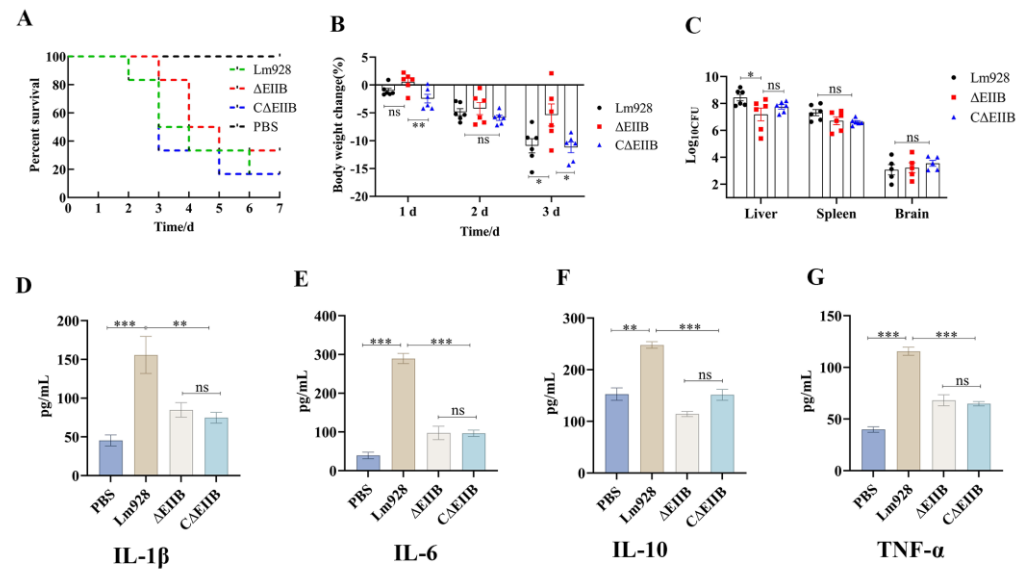 A
Percent survival
100
80
60
40
20
0
0 1 2 3 4 5 6 7
Time/d
Lm928
ΔEIIB
CΔEIIB
PBS
B
Body weight change(%)
5
0
-5
-10
-15
-20
ns
**
ns
*
*
1 d 2 d 3 d
Time/d
Lm928
ΔEIIB
CΔEIIB
C
Log10CFU
10
8
6
4
2
* ns
ns
ns
Liver Spleen Brain
Lm928
ΔEIIB
CΔEIIB
D
pg/mL
200
150
100
50
0
*** **
ns
PBS Lm928 ΔEIIB CΔEIIB
IL-1β
E
pg/mL
400
300
200
100
0
*** ***
ns
PBS Lm928 ΔEIIB CΔEIIB
IL-6
F
pg/mL
300
200
100
0
** ***
ns
PBS Lm928 ΔEIIB CΔEIIB
IL-10
G
pg/mL
150
100
50
0
*** ***
ns
PBS Lm928 ΔEIIB CΔEIIB
TNF-α